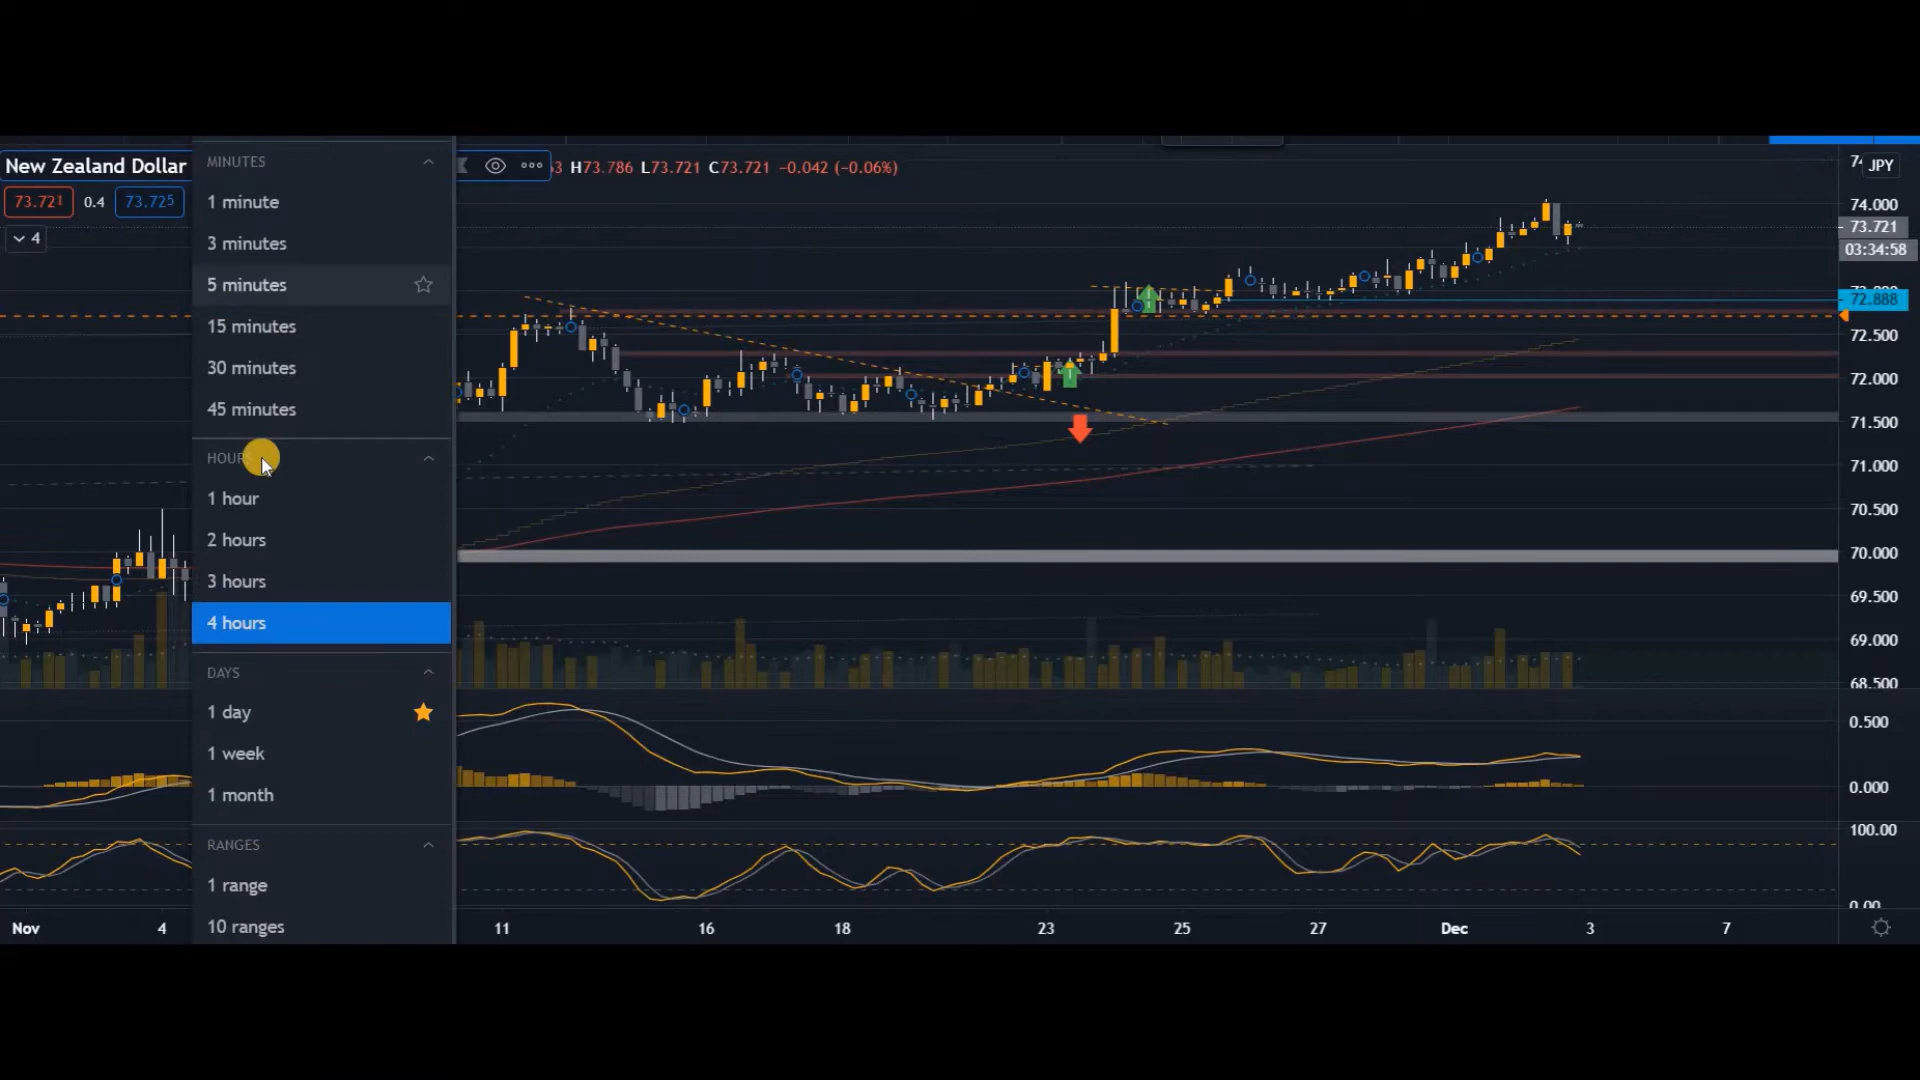 New Zealand Dollar
H73.786 L73.721 C73.721 −0.042 (−0.06%)
JPY
73.721 0.4 73.725
4
MINUTES
1 minute
3 minutes
5 minutes
15 minutes
30 minutes
45 minutes
HOURS
1 hour
2 hours
3 hours
4 hours
DAYS
1 day
1 week
1 month
RANGES
1 range
10 ranges
74.000
73.721
03:34:58
72.888
72.500
72.000
71.500
71.000
70.500
70.000
69.500
69.000
68.500
0.500
0.000
100.00
0.00
Nov 4 11 16 18 23 25 27 Dec 3 7